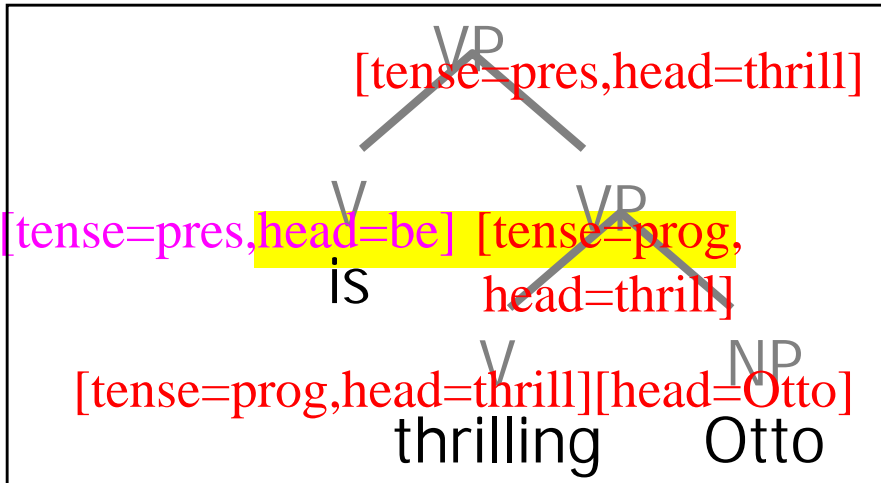 VP
[tense=pres,head=thrill]
V VP
[tense=pres,head=be] [tense=prog,
is head=thrill]
V NP
[tense=prog,head=thrill][head=Otto]
thrilling Otto